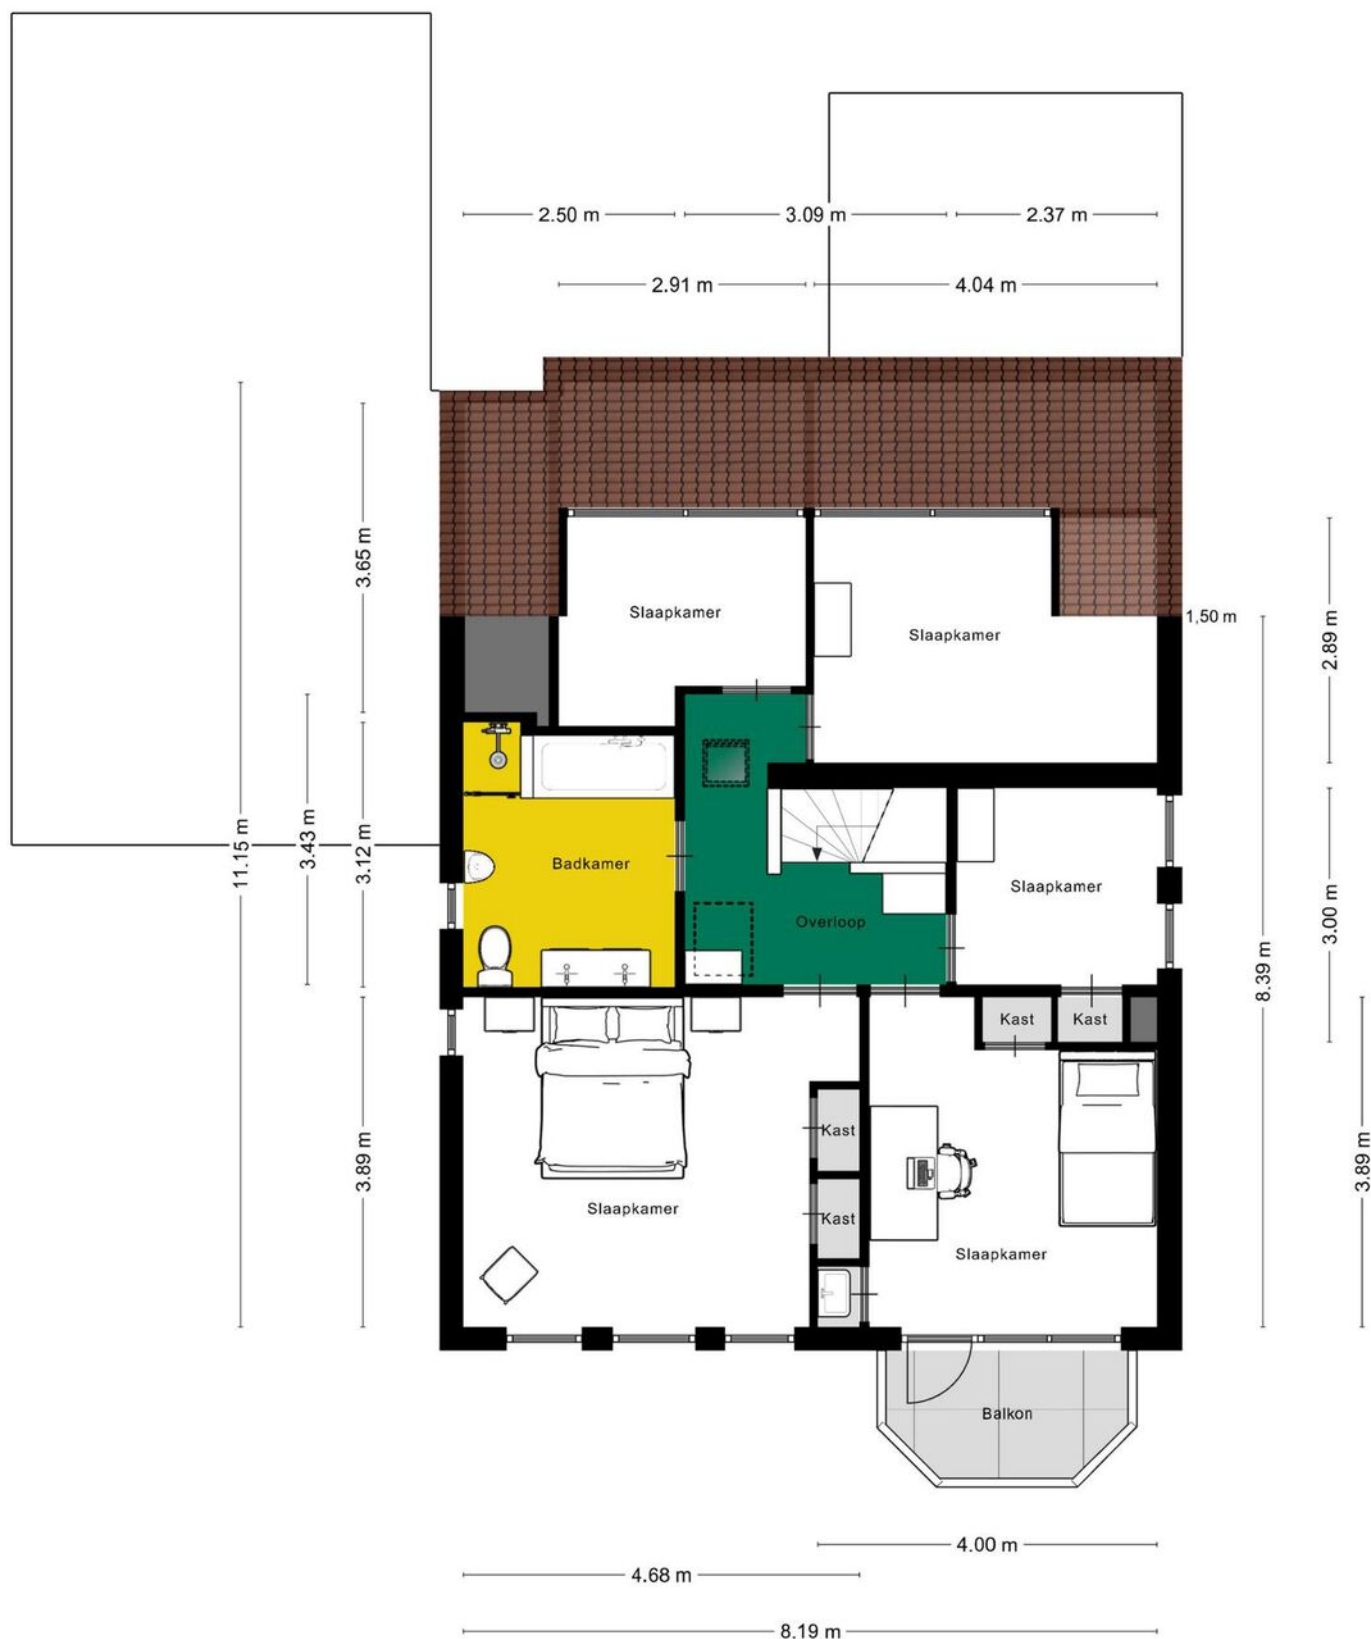 2.50 m
3.09 m
2.37 m
2.91 m
4.04 m
3.65 m
11.15 m
3.43 m
3.12 m
3.89 m
Slaapkamer
Slaapkamer
1,50 m
2.89 m
Badkamer
Overloop
Slaapkamer
3.00 m
8.39 m
3.89 m
Kast
Kast
Kast
Kast
Slaapkamer
Slaapkamer
Balkon
4.00 m
4.68 m
8.19 m